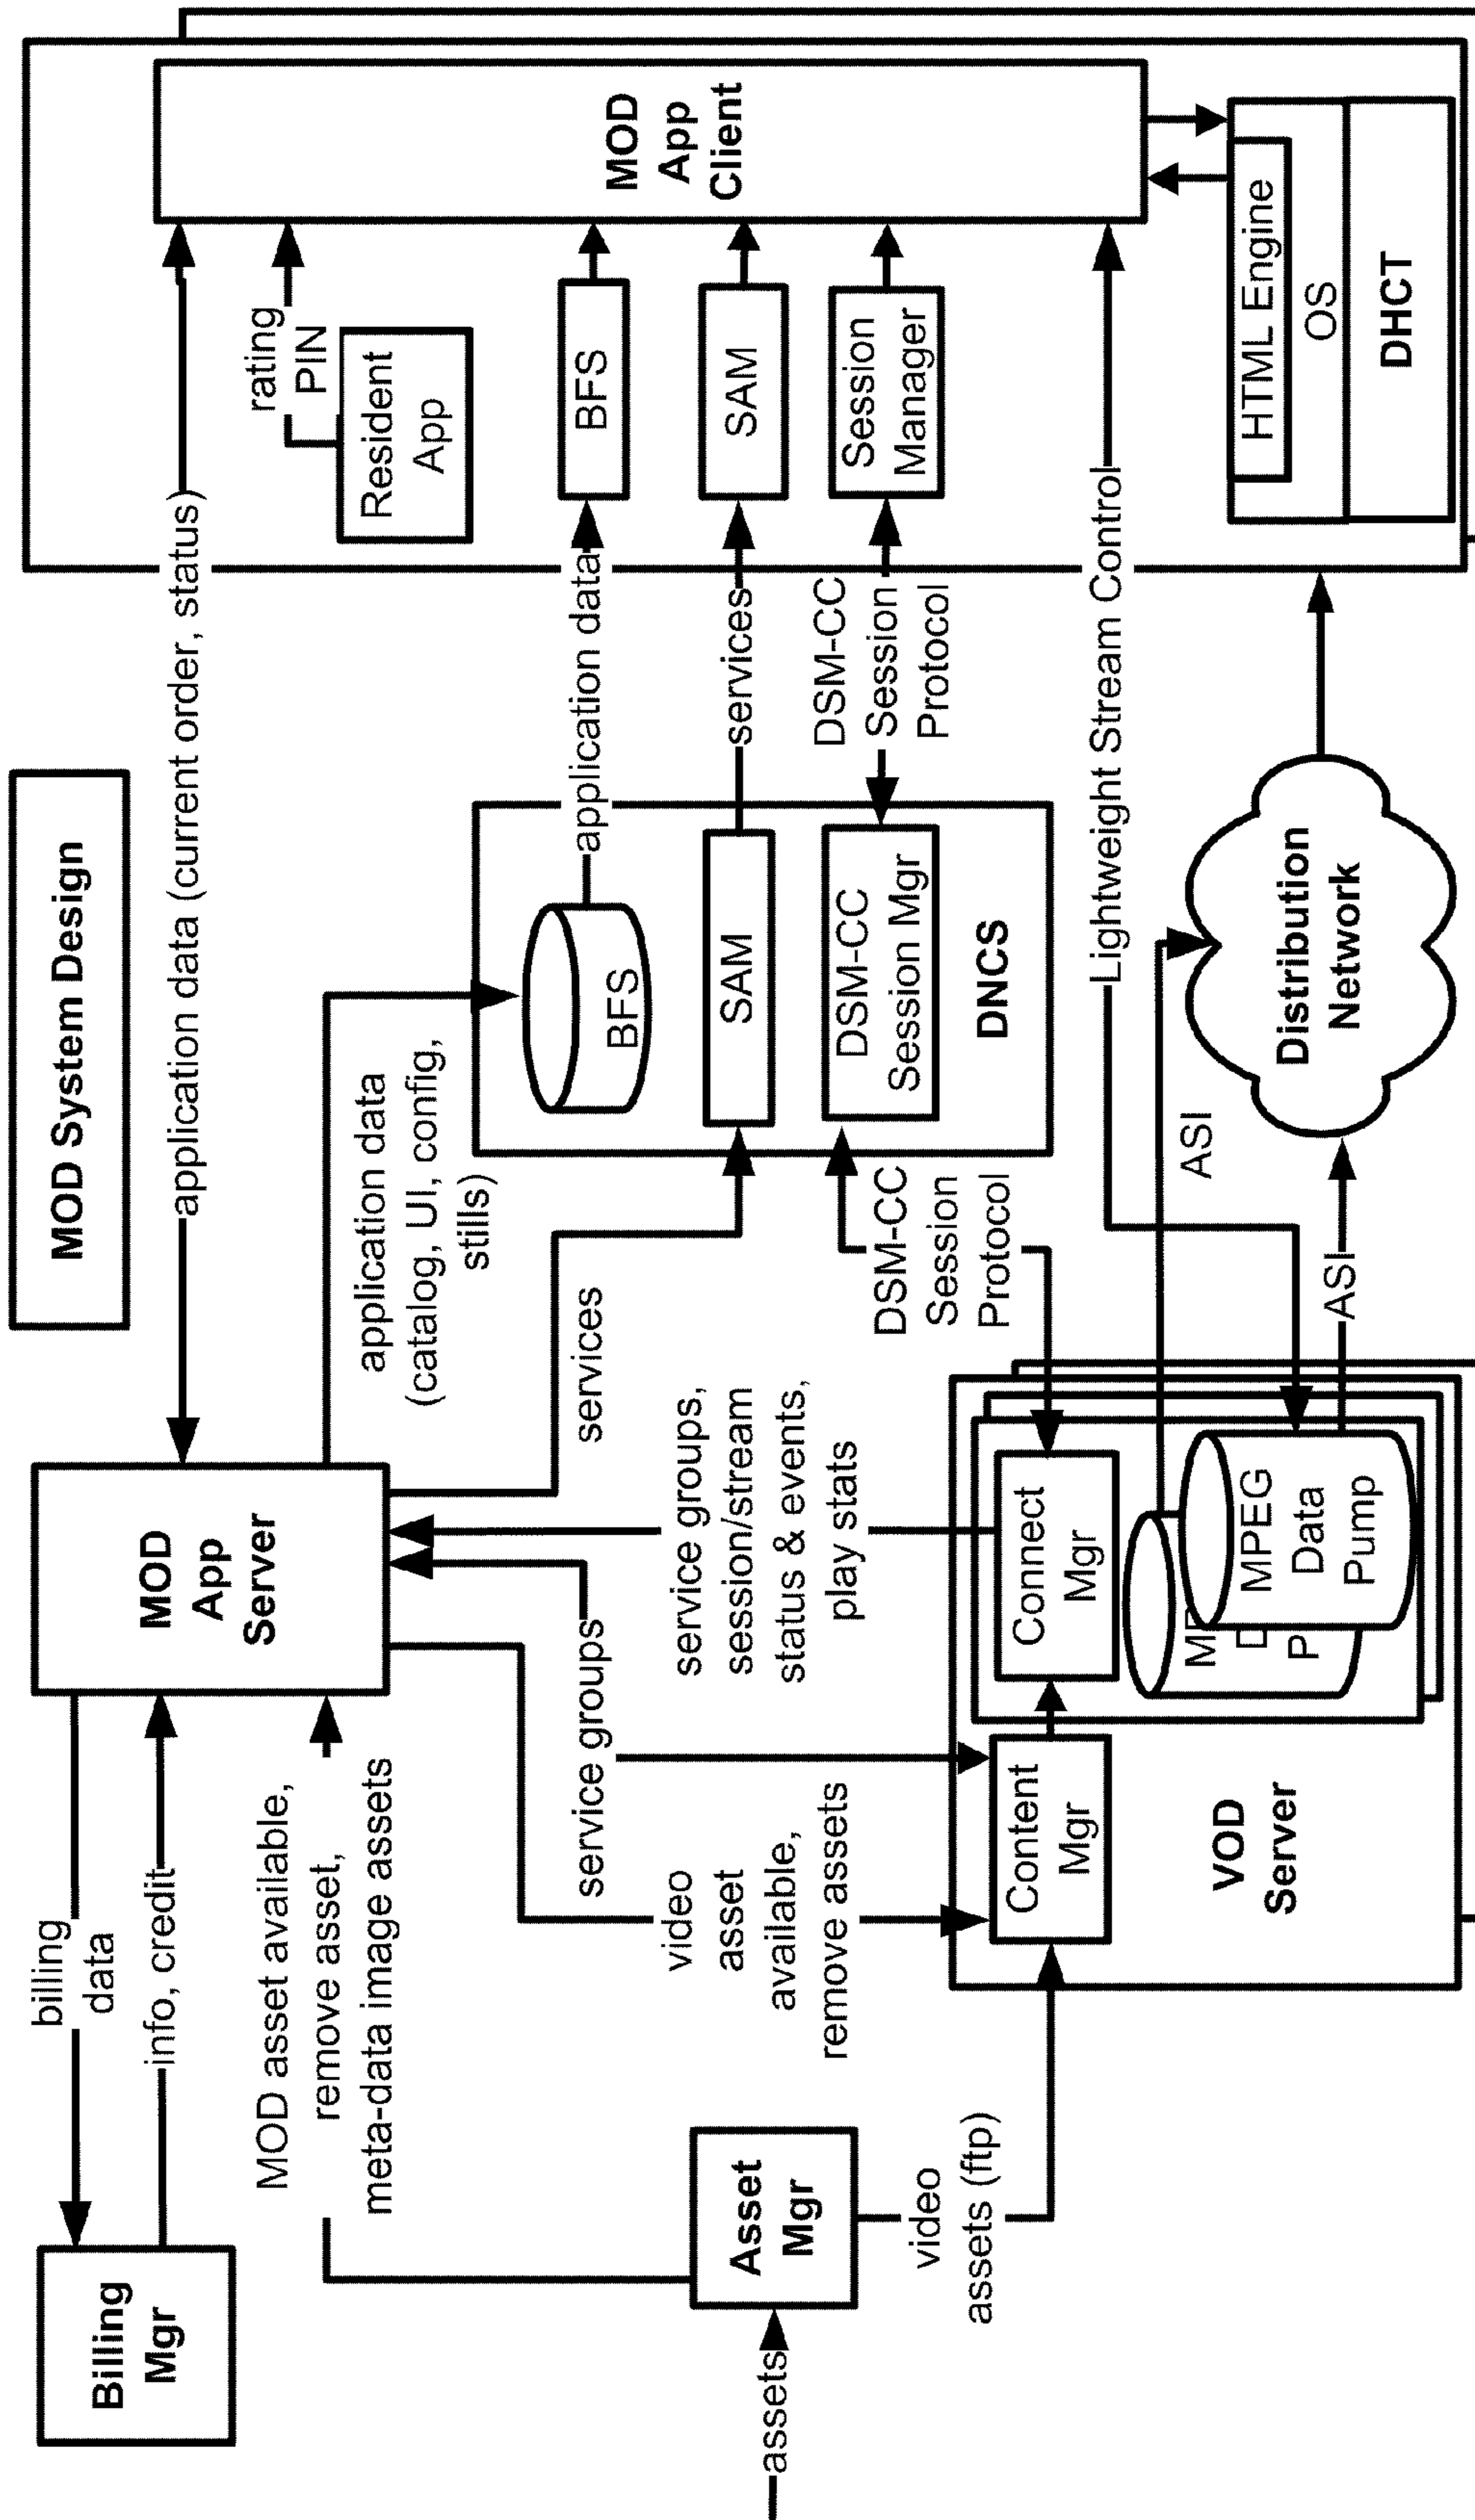 MOD System Design
Billing
Mgr
billing
data
info, credit
MOD
App
Server
application data (current order, status)
MOD asset available,
remove asset,
meta-data image assets
application data
(catalog, UI, config,
stills)
services
service groups
service groups,
session/stream
status & events,
play stats
video
asset
available,
remove assets
assets
Asset
Mgr
video
assets (ftp)
Content
Mgr
Connect
Mgr
MPEG
Data
Pump
M
D
P
VOD
Server
BFS
SAM
DSM-CC
Session Mgr
DNCS
DSM-CC
Session
Protocol
ASI
ASI
Distribution
Network
application data
services
DSM-CC
Session
Protocol
Lightweight Stream Control
rating
PIN
Resident
App
BFS
SAM
Session
Manager
MOD
App
Client
HTML Engine
OS
DHCT